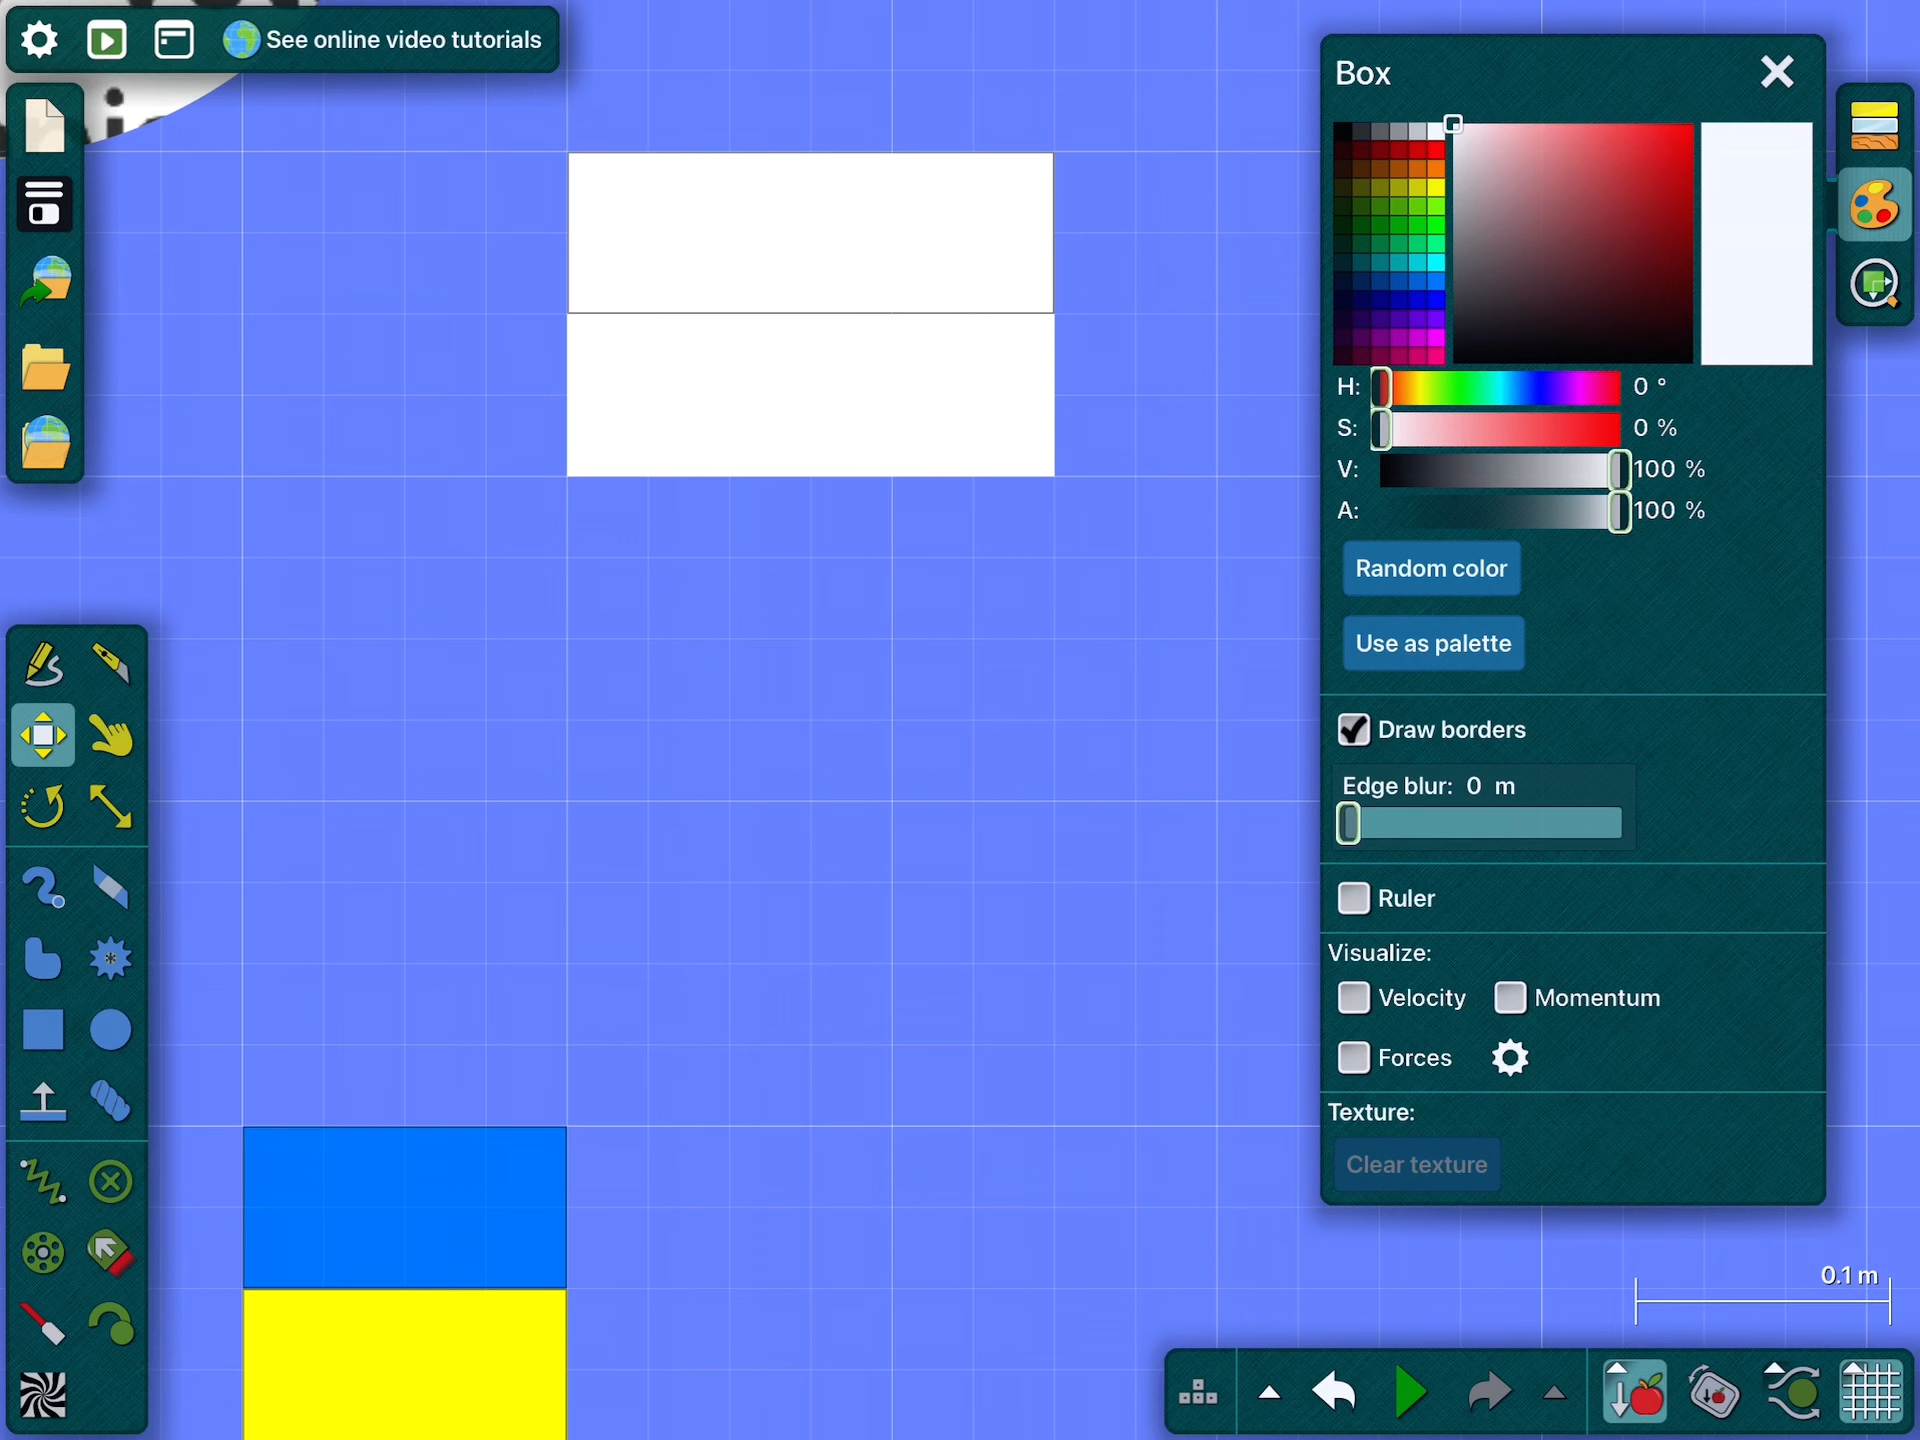 See online video tutorials
Box
H: 0 °
S: 0 %
V: 100 %
A: 100 %
Random color
Use as palette
Draw borders
Edge blur: 0 m
Ruler
Visualize:
Velocity Momentum
Forces
Texture:
Clear texture
0.1 m